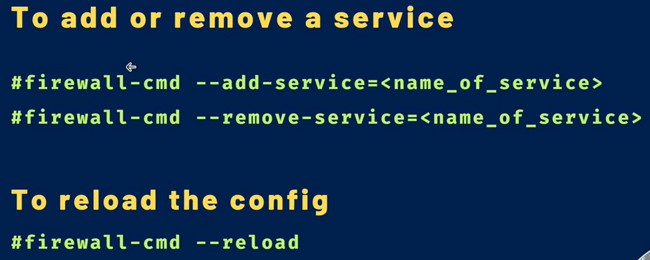 To add or remove a service
#firewall-cmd --add-service=<name_of_service>
#firewall-cmd --remove-service=<name_of_service>
To reload the config
#firewall-cmd --reload